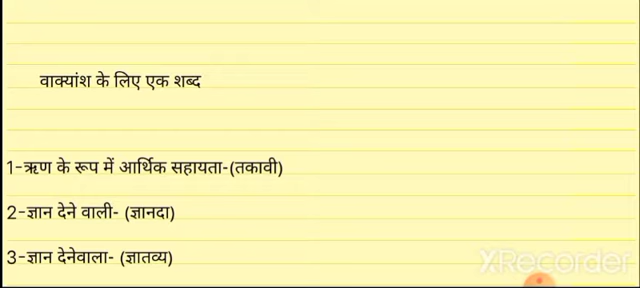 वाक्यांश के लिए एक शब्द
1-ऋण के रूप में आर्थिक सहायता-(तकावी)
2-ज्ञान देने वाली- (ज्ञानदा)
3-ज्ञान देनेवाला- (ज्ञातव्य)
XRecorder